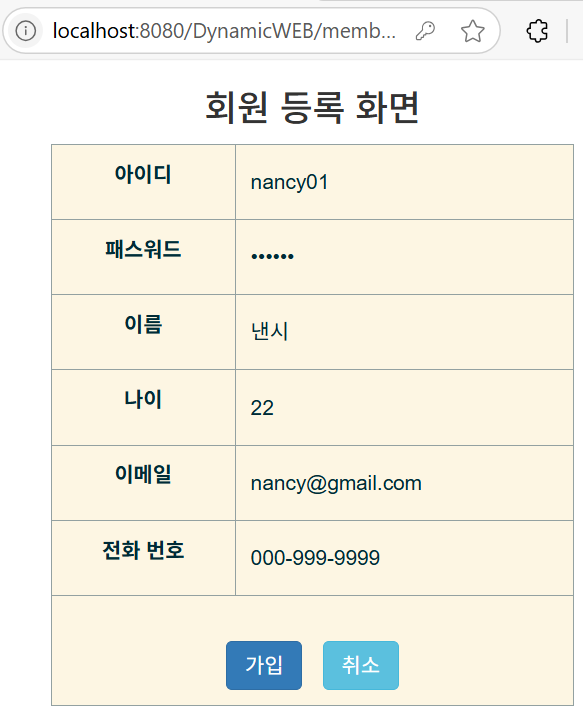 localhost:8080/DynamicWEB/memb...
회원 등록 화면
아이디 nancy01
패스워드 ••••••
이름 낸시
나이 22
이메일 nancy@gmail.com
전화 번호 000-999-9999
가입 취소